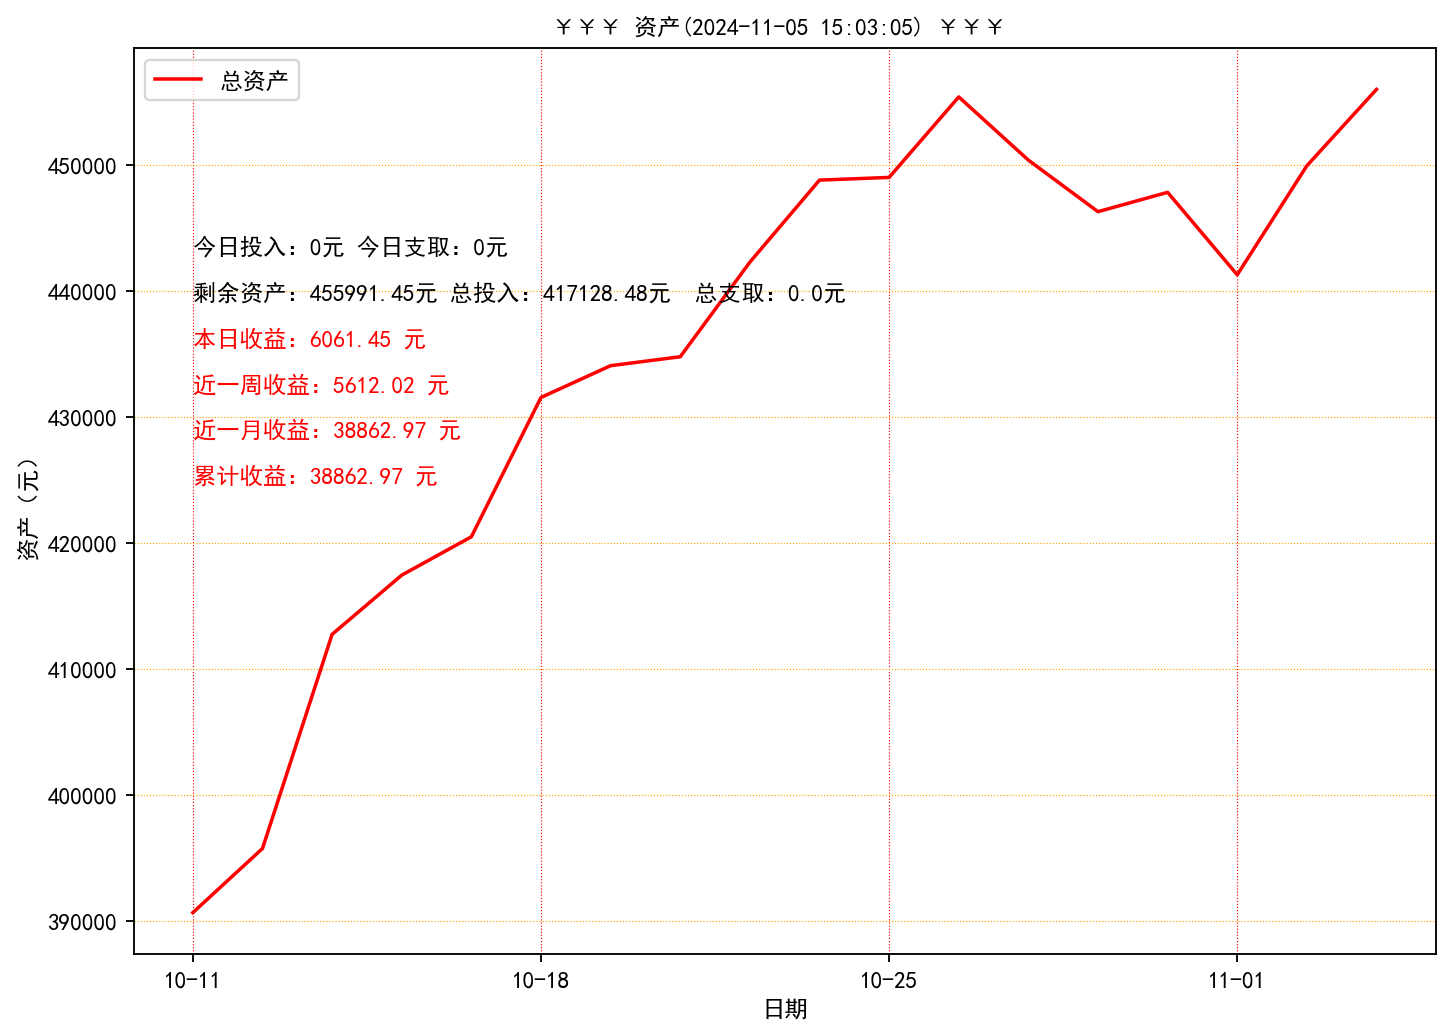 ￥￥￥ 资产(2024-11-05 15:03:05) ￥￥￥
总资产
450000
440000
430000
420000
410000
400000
390000
资产（元）
今日投入：0元 今日支取：0元
剩余资产：455991.45元 总投入：417128.48元  总支取：0.0元
本日收益：6061.45 元
近一周收益：5612.02 元
近一月收益：38862.97 元
累计收益：38862.97 元
10-11
10-18
10-25
11-01
日期